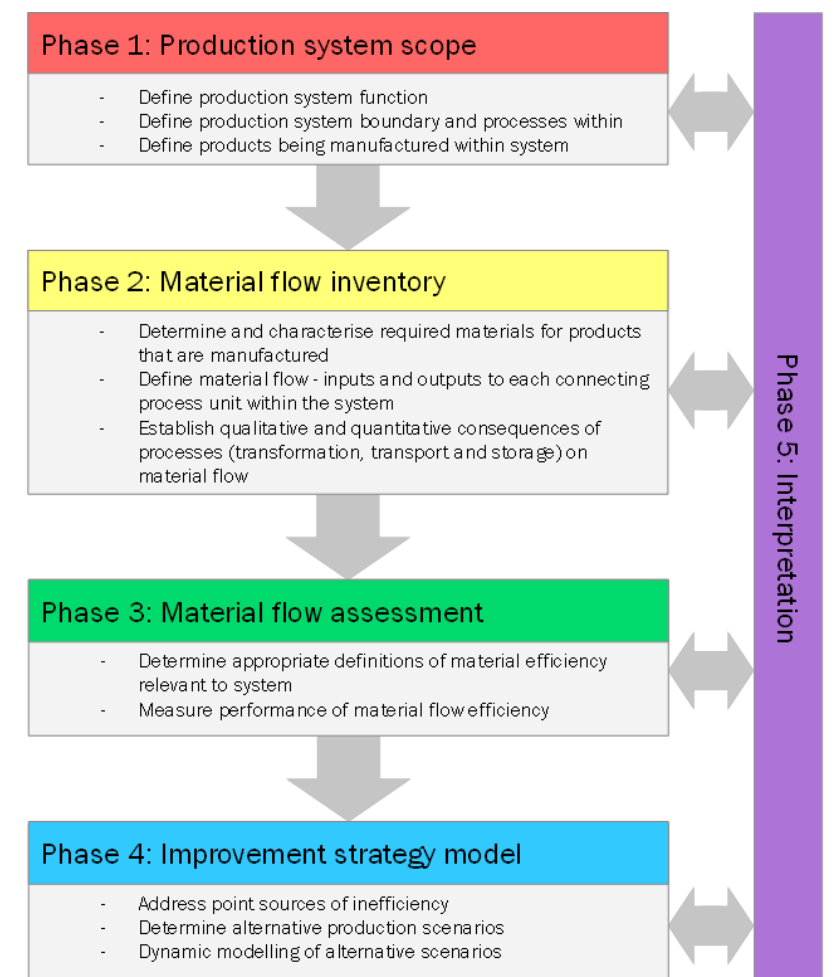 Phase 1: Production system scope
- Define production system function
- Define production system boundary and processes within
- Define products being manufactured within system
Phase 2: Material flow inventory
- Determine and characterise required materials for products
that are manufactured
- Define material flow - inputs and outputs to each connecting
process unit within the system
- Establish qualitative and quantitative consequences of
processes (transformation, transport and storage) on
material flow
Phase 3: Material flow assessment
- Determine appropriate definitions of material efficiency
relevant to system
- Measure performance of material flow efficiency
Phase 4: Improvement strategy model
- Address point sources of inefficiency
- Determine alternative production scenarios
- Dynamic modelling of alternative scenarios
Phase 5: Interpretation